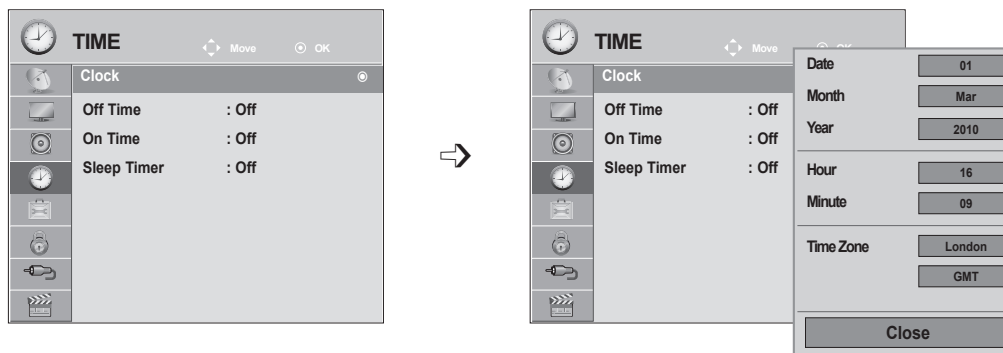 TIME
Move
OK
Clock
Off Time : Off
On Time : Off
Sleep Timer : Off
TIME
Move
OK
Clock
Off Time : Off
On Time : Off
Sleep Timer : Off
Date 01
Month Mar
Year 2010
Hour 16
Minute 09
Time Zone London
GMT
Close